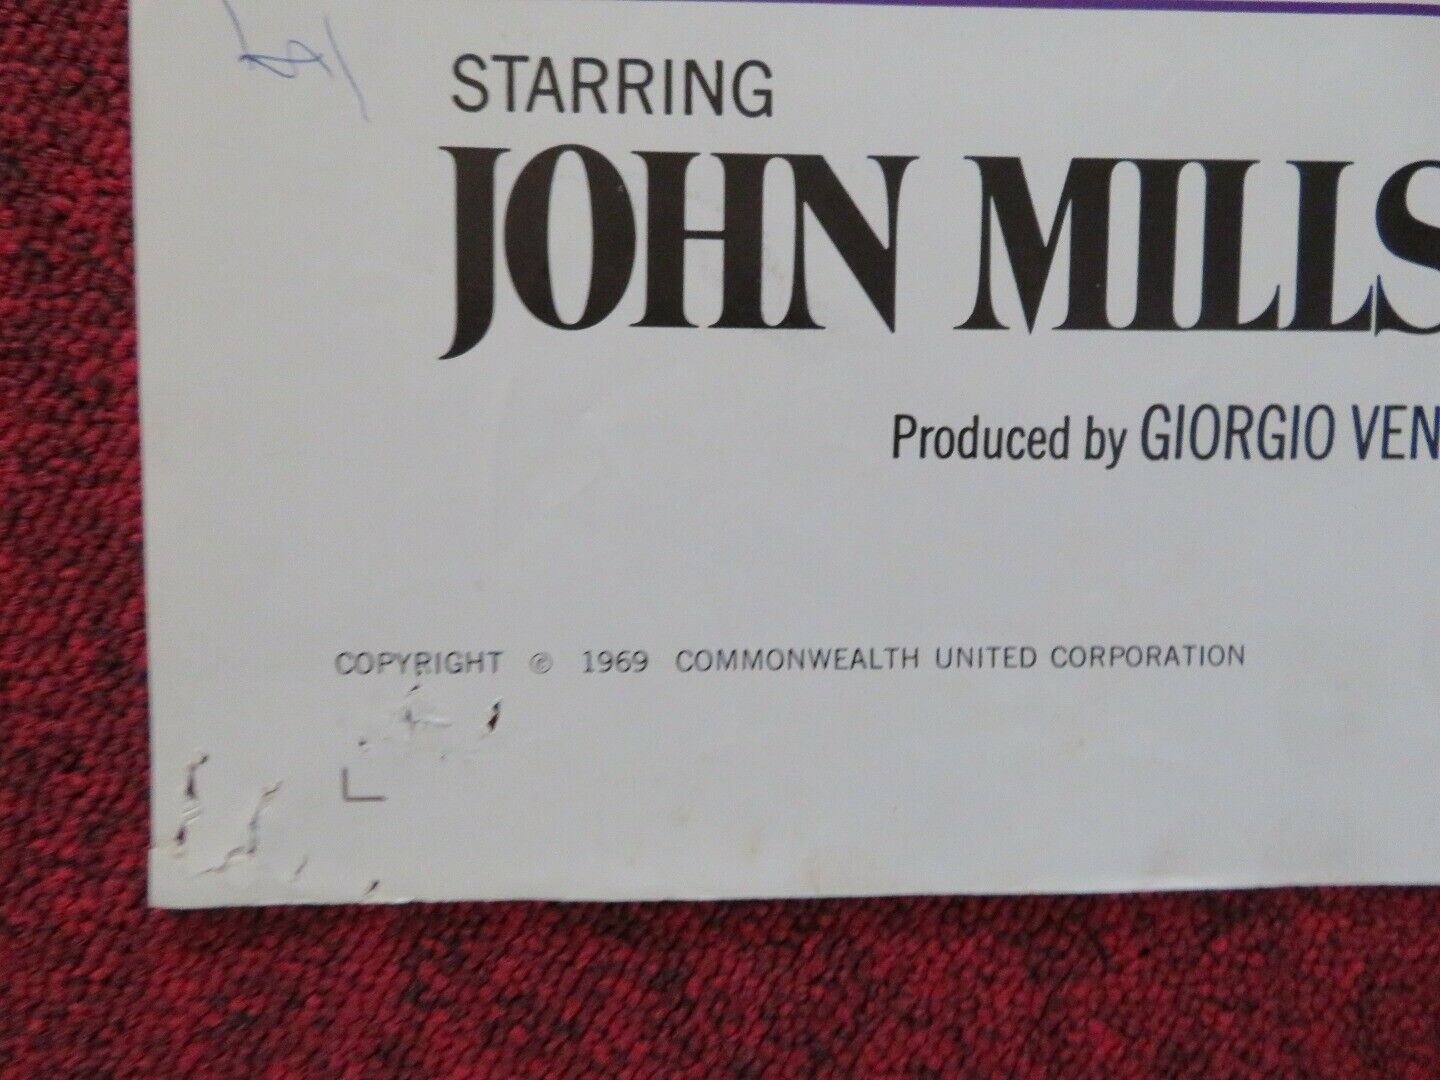 STARRING
JOHN MILLS
Produced by GIORGIO VEN
COPYRIGHT © 1969 COMMONWEALTH UNITED CORPORATION